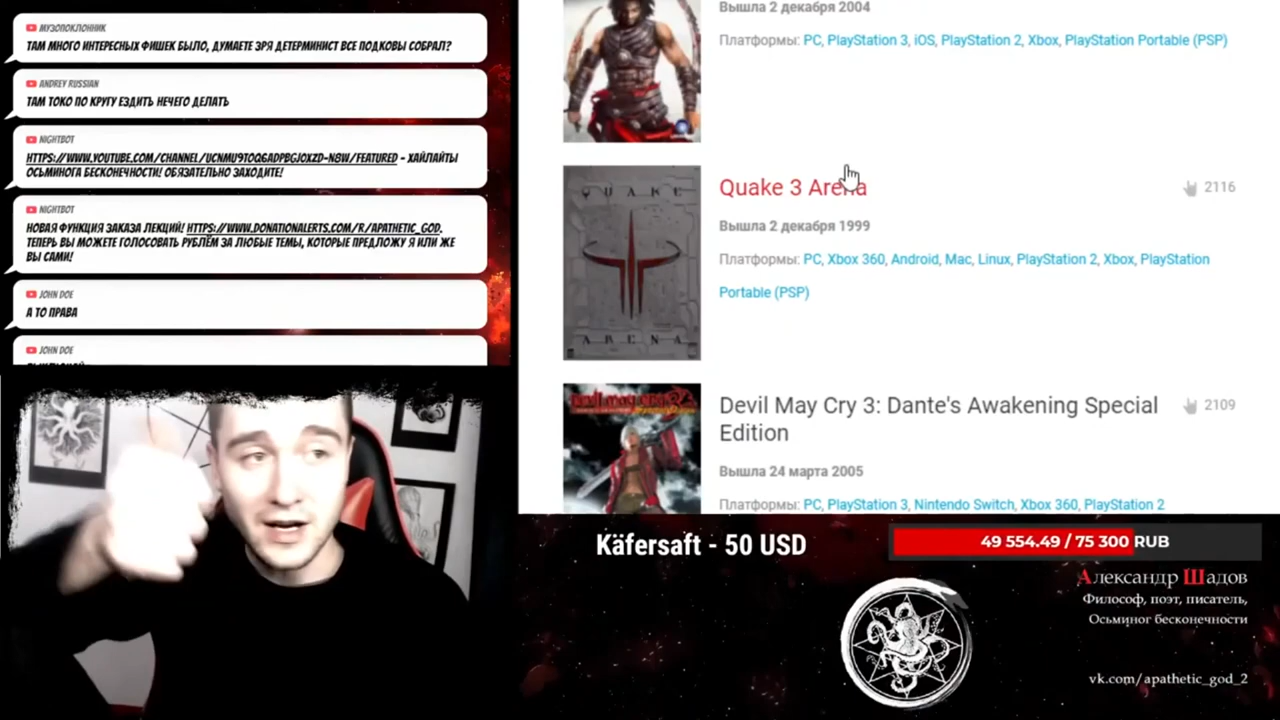 МУЗОПОКЛОННИК
ТАМ МНОГО ИНТЕРЕСНЫХ ФИШЕК БЫЛО, ДУМАЕТЕ ЗРЯ ДЕТЕРМИНИСТ ВСЕ ПОДКОВЫ СОБРАЛ?
ANDREY RUSSIAN
ТАМ ТОКО ПО КРУГУ ЕЗДИТЬ НЕЧЕГО ДЕЛАТЬ
NIGHTBOT
HTTPS://WWW.YOUTUBE.COM/CHANNEL/UCNMU9TOQ6ADPBGJOXZD-N8W/FEATURED - ХАЙЛАЙТЫ
ОСЬМИНОГА БЕСКОНЕЧНОСТИ! ОБЯЗАТЕЛЬНО ЗАХОДИТЕ!
NIGHTBOT
НОВАЯ ФУНКЦИЯ ЗАКАЗА ЛЕКЦИЙ! HTTPS://WWW.DONATIONALERTS.COM/R/APATHETIC_GOD.
ТЕПЕРЬ ВЫ МОЖЕТЕ ГОЛОСОВАТЬ РУБЛЁМ ЗА ЛЮБЫЕ ТЕМЫ, КОТОРЫЕ ПРЕДЛОЖУ Я ИЛИ ЖЕ
ВЫ САМИ!
JOHN DOE
А ТО ПРАВА
JOHN DOE
Вышла 2 декабря 2004
Платформы: PC, PlayStation 3, iOS, PlayStation 2, Xbox, PlayStation Portable (PSP)
QUAKE
ARENA
Quake 3 Arena
2116
Вышла 2 декабря 1999
Платформы: PC, Xbox 360, Android, Mac, Linux, PlayStation 2, Xbox, PlayStation
Portable (PSP)
Devil May Cry 3
Devil May Cry 3: Dante's Awakening Special
Edition
2109
Вышла 24 марта 2005
Платформы: PC, PlayStation 3, Nintendo Switch, Xbox 360, PlayStation 2
Käfersaft - 50 USD
49 554.49 / 75 300 RUB
Александр Шадов
Философ, поэт, писатель,
Осьминог бесконечности
vk.com/apathetic_god_2